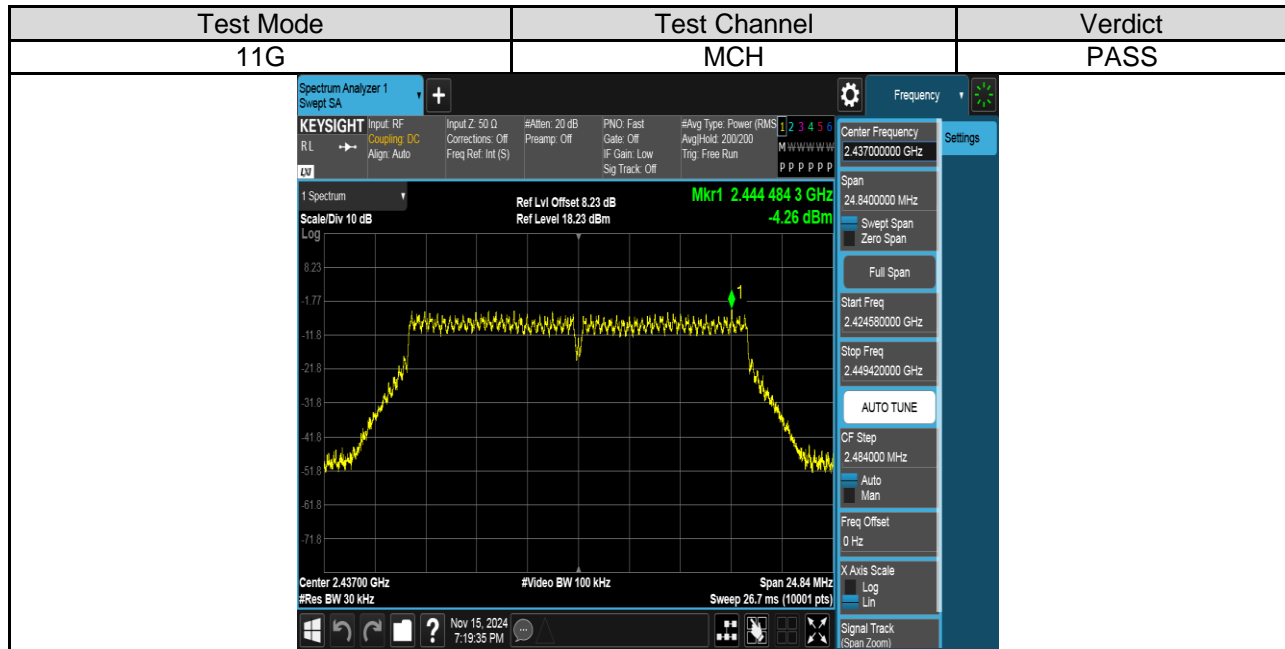 Test Mode Test Channel Verdict
11G MCH PASS
Spectrum Analyzer 1
Swept SA
Frequency
KEYSIGHT
RL
LXI
Input: RF
Coupling: DC
Align: Auto
Input Z: 50 Ω
Corrections: Off
Freq Ref: Int (S)
#Atten: 20 dB
Preamp: Off
PNO: Fast
Gate: Off
IF Gain: Low
Sig Track: Off
#Avg Type: Power (RMS
Avg|Hold: 200/200
Trig: Free Run
1 2 3 4 5 6
M W W W W W
P P P P P P
1 Spectrum
Scale/Div 10 dB
Log
Ref Lvl Offset 8.23 dB
Ref Level 18.23 dBm
Mkr1 2.444 484 3 GHz
-4.26 dBm
8.23
-1.77
-11.8
-21.8
-31.8
-41.8
-51.8
-61.8
-71.8
1
Center 2.43700 GHz
#Res BW 30 kHz
#Video BW 100 kHz
Span 24.84 MHz
Sweep 26.7 ms (10001 pts)
Nov 15, 2024
7:19:35 PM
Center Frequency
2.437000000 GHz
Settings
Span
24.8400000 MHz
Swept Span
Zero Span
Full Span
Start Freq
2.424580000 GHz
Stop Freq
2.449420000 GHz
AUTO TUNE
CF Step
2.484000 MHz
Auto
Man
Freq Offset
0 Hz
X Axis Scale
Log
Lin
Signal Track
(Span Zoom)